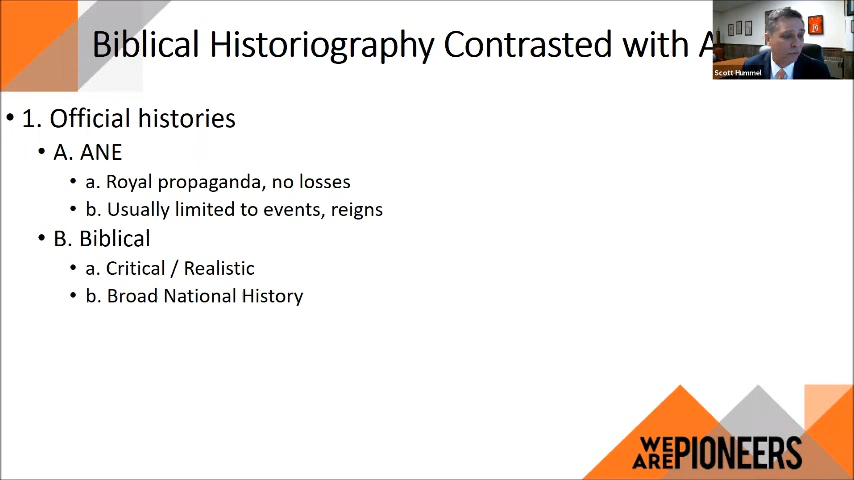 Biblical Historiography Contrasted with A
Scott Hummel
• 1. Official histories
• A. ANE
• a. Royal propaganda, no losses
• b. Usually limited to events, reigns
• B. Biblical
• a. Critical / Realistic
• b. Broad National History
WE ARE PIONEERS